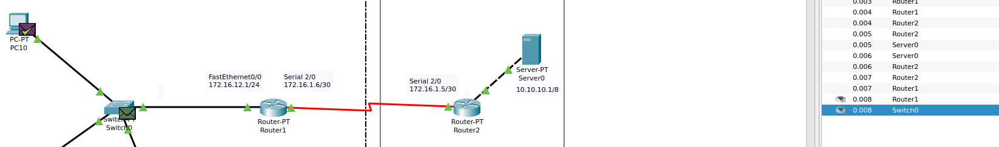 PC-PT
PC10
FastEthernet0/0
172.16.12.1/24
Serial 2/0
172.16.1.6/30
Serial 2/0
172.16.1.5/30
Server-PT
Server0
10.10.10.1/8
Switch0
Router-PT
Router1
Router-PT
Router2
0.003 Router1
0.004 Router1
0.004 Router2
0.005 Router2
0.005 Server0
0.006 Server0
0.006 Router2
0.007 Router2
0.007 Router1
0.008 Router1
0.008 Switch0